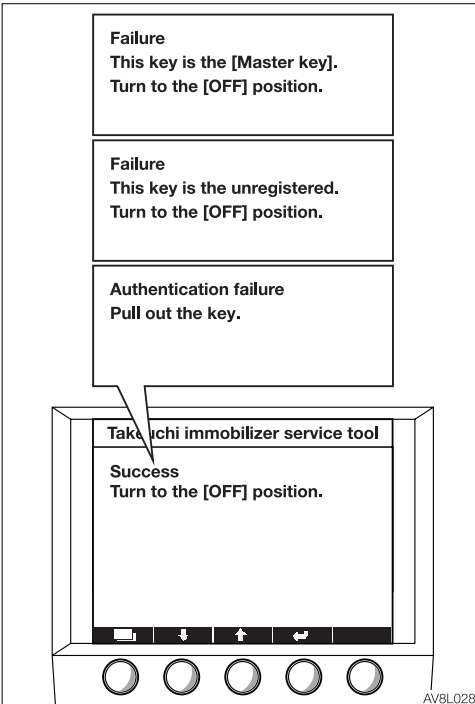 Failure
This key is the [Master key].
Turn to the [OFF] position.
Failure
This key is the unregistered.
Turn to the [OFF] position.
Authentication failure
Pull out the key.
Takeuchi immobilizer service tool
Success
Turn to the [OFF] position.
AV8L028